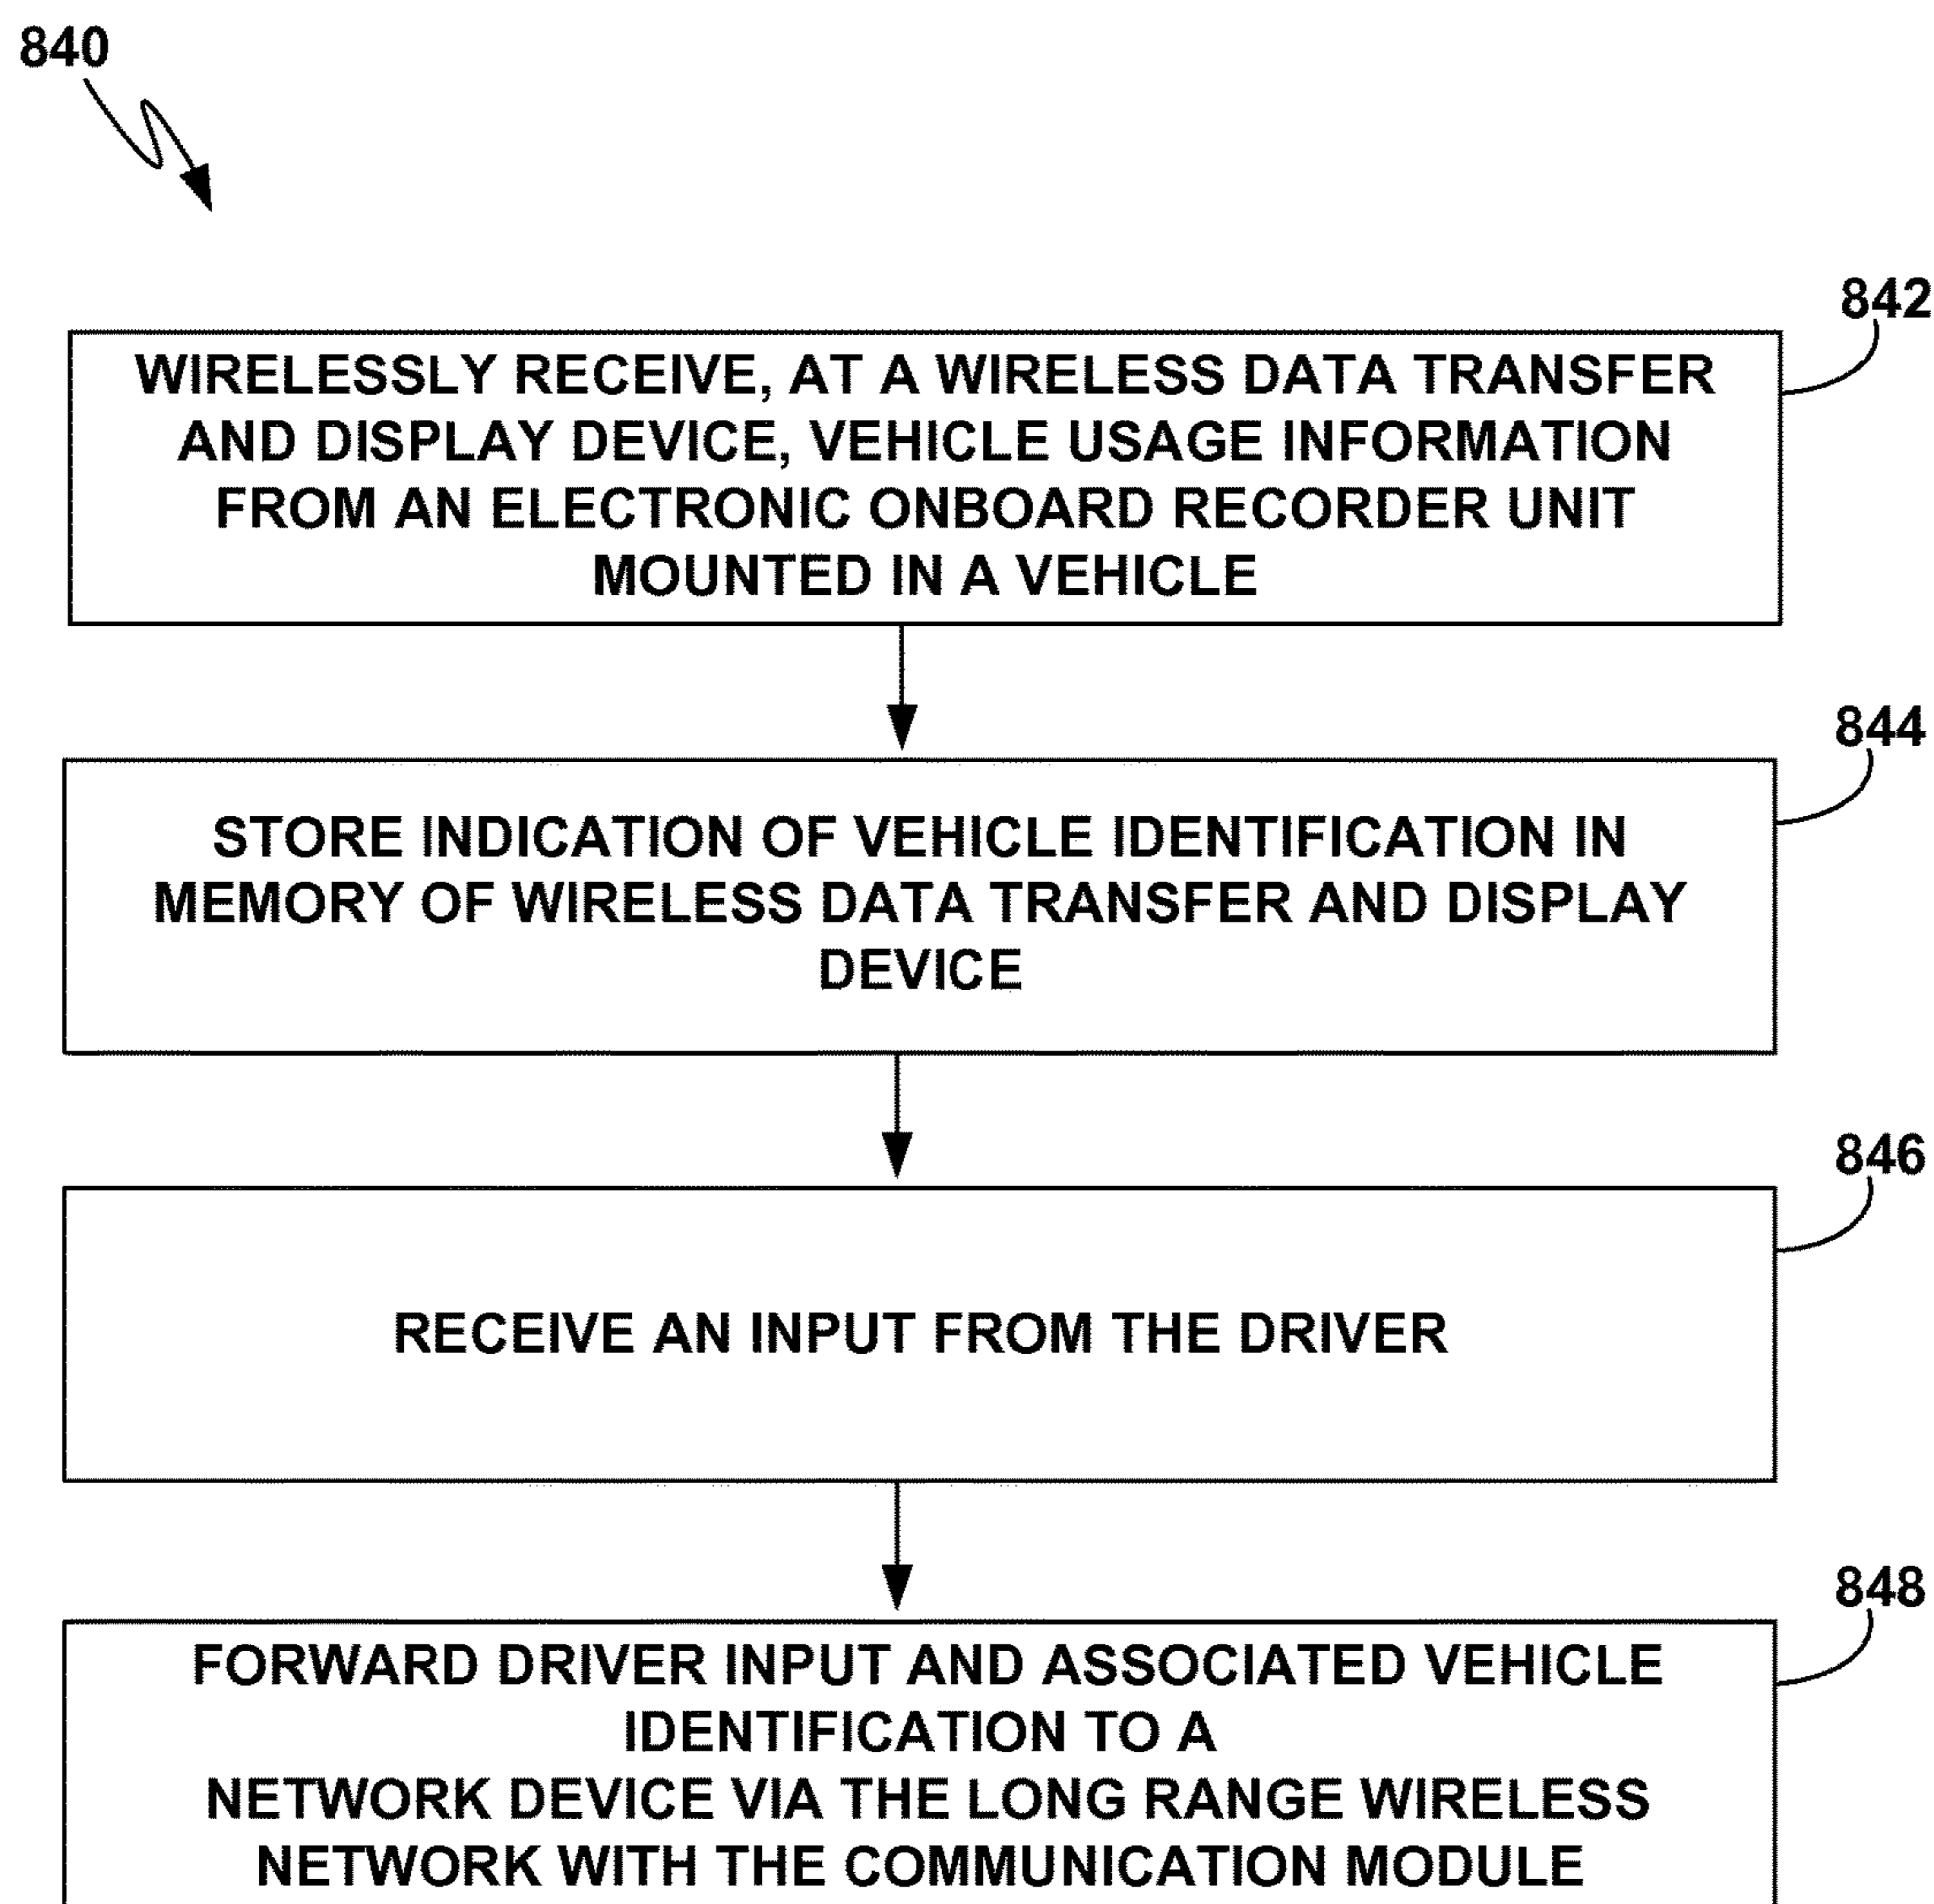 840
842
WIRELESSLY RECEIVE, AT A WIRELESS DATA TRANSFER
AND DISPLAY DEVICE, VEHICLE USAGE INFORMATION
FROM AN ELECTRONIC ONBOARD RECORDER UNIT
MOUNTED IN A VEHICLE
844
STORE INDICATION OF VEHICLE IDENTIFICATION IN
MEMORY OF WIRELESS DATA TRANSFER AND DISPLAY
DEVICE
846
RECEIVE AN INPUT FROM THE DRIVER
848
FORWARD DRIVER INPUT AND ASSOCIATED VEHICLE
IDENTIFICATION TO A
NETWORK DEVICE VIA THE LONG RANGE WIRELESS
NETWORK WITH THE COMMUNICATION MODULE